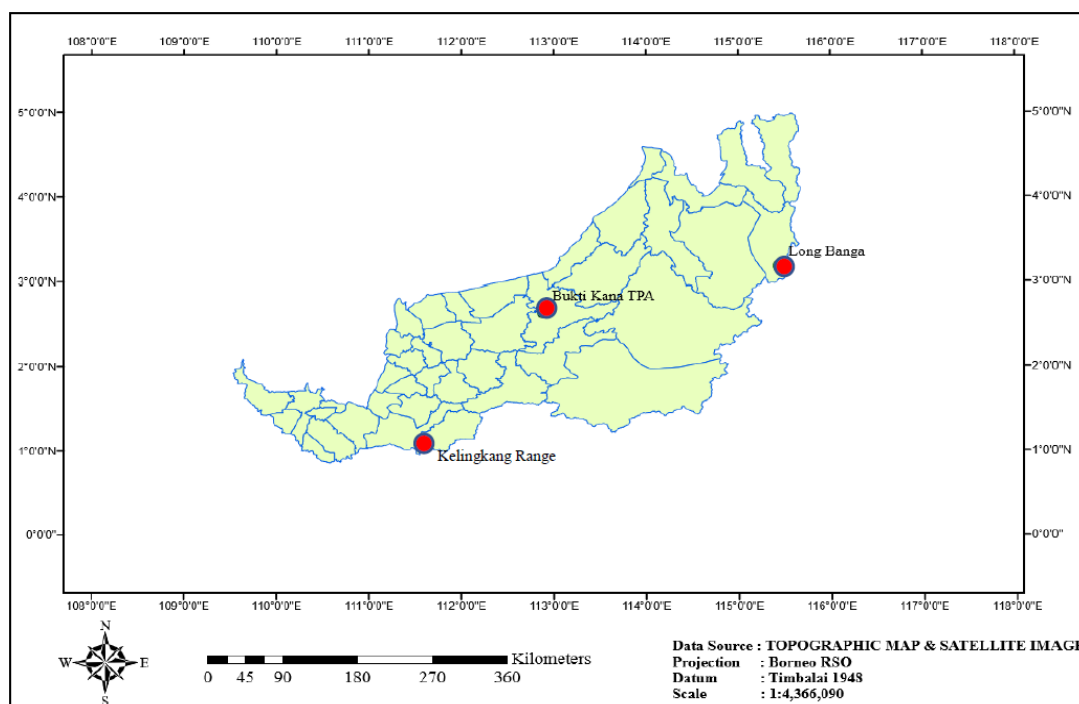 108°0'0"E 109°0'0"E 110°0'0"E 111°0'0"E 112°0'0"E 113°0'0"E 114°0'0"E 115°0'0"E 116°0'0"E 117°0'0"E 118°0'0"E
5°0'0"N 5°0'0"N
4°0'0"N 4°0'0"N
Long Banga
3°0'0"N 3°0'0"N
Bukti Kana TPA
2°0'0"N 2°0'0"N
1°0'0"N 1°0'0"N
Kelingkang Range
0°0'0" 0°0'0"
108°0'0"E 109°0'0"E 110°0'0"E 111°0'0"E 112°0'0"E 113°0'0"E 114°0'0"E 115°0'0"E 116°0'0"E 117°0'0"E 118°0'0"E
N
W E
S
Kilometers
0 45 90 180 270 360
Data Source : TOPOGRAPHIC MAP & SATELLITE IMAGE
Projection : Borneo RSO
Datum : Timbalai 1948
Scale : 1:4,366,090